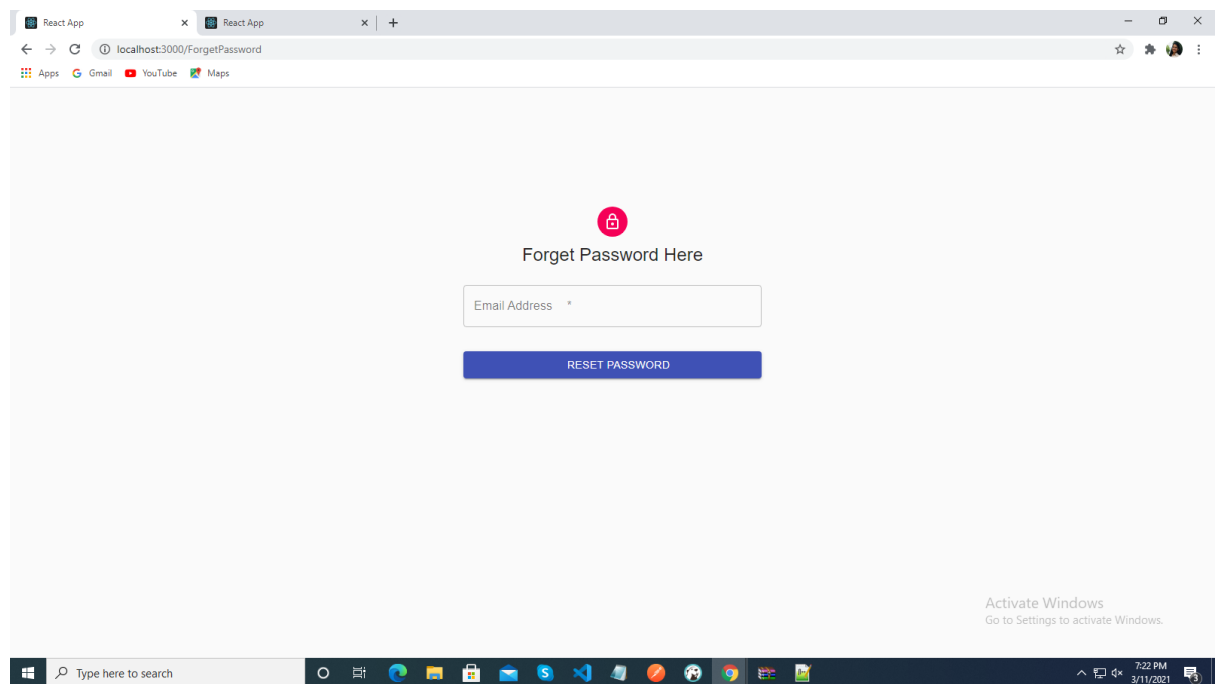 React App
React App
localhost:3000/ForgetPassword
Apps Gmail YouTube Maps
Forget Password Here
Email Address *
RESET PASSWORD
Activate Windows
Go to Settings to activate Windows.
Type here to search
7:22 PM
3/11/2021
3